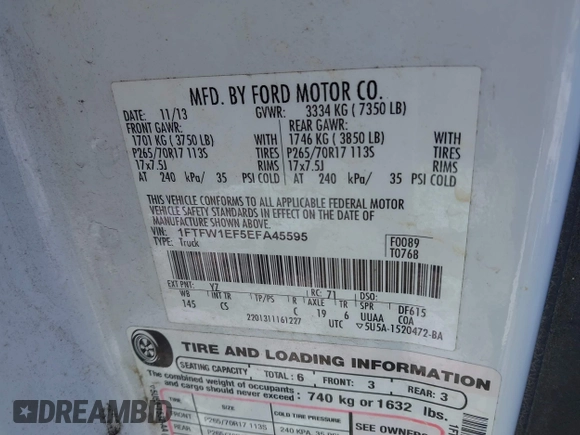 MFD. BY FORD MOTOR CO.
DATE: 11/13 GVWR: 3334 KG ( 7350 LB)
FRONT GAWR: REAR GAWR:
1701 KG ( 3750 LB) WITH 1746 KG ( 3850 LB) WITH
P265/70R17 113S TIRES P265/70R17 113S TIRES
17x7.5J RIMS 17x7.5J RIMS
AT 240 kPa/ 35 PSI COLD AT 240 kPa/ 35 PSI COLD
THIS VEHICLE CONFORMS TO ALL APPLICABLE FEDERAL MOTOR
VEHICLE SAFETY STANDARDS IN EFFECT ON THE DATE OF
MANUFACTURE SHOWN ABOVE.
VIN: 1FTFW1EF5EFA45595 F0089
TYPE: Truck T0768
EXT PNT: YZ RC: 71 DSO:
WB INT TR TP/PS R AXLE TR SPR DF615
145 CS C 19 6 UUAA COA
2201311161227 UTC 5U5A-1520472-BA
TIRE AND LOADING INFORMATION
SEATING CAPACITY TOTAL: 6 FRONT: 3 REAR: 3
The combined weight of occupants
and cargo should never exceed: 740 kg or 1632 lbs.
TIRE SIZE COLD TIRE PRESSURE SEE OWNERS
FRONT P265/70R17 113S 240 KPA, 35 PSI
REAR
DREAMBID